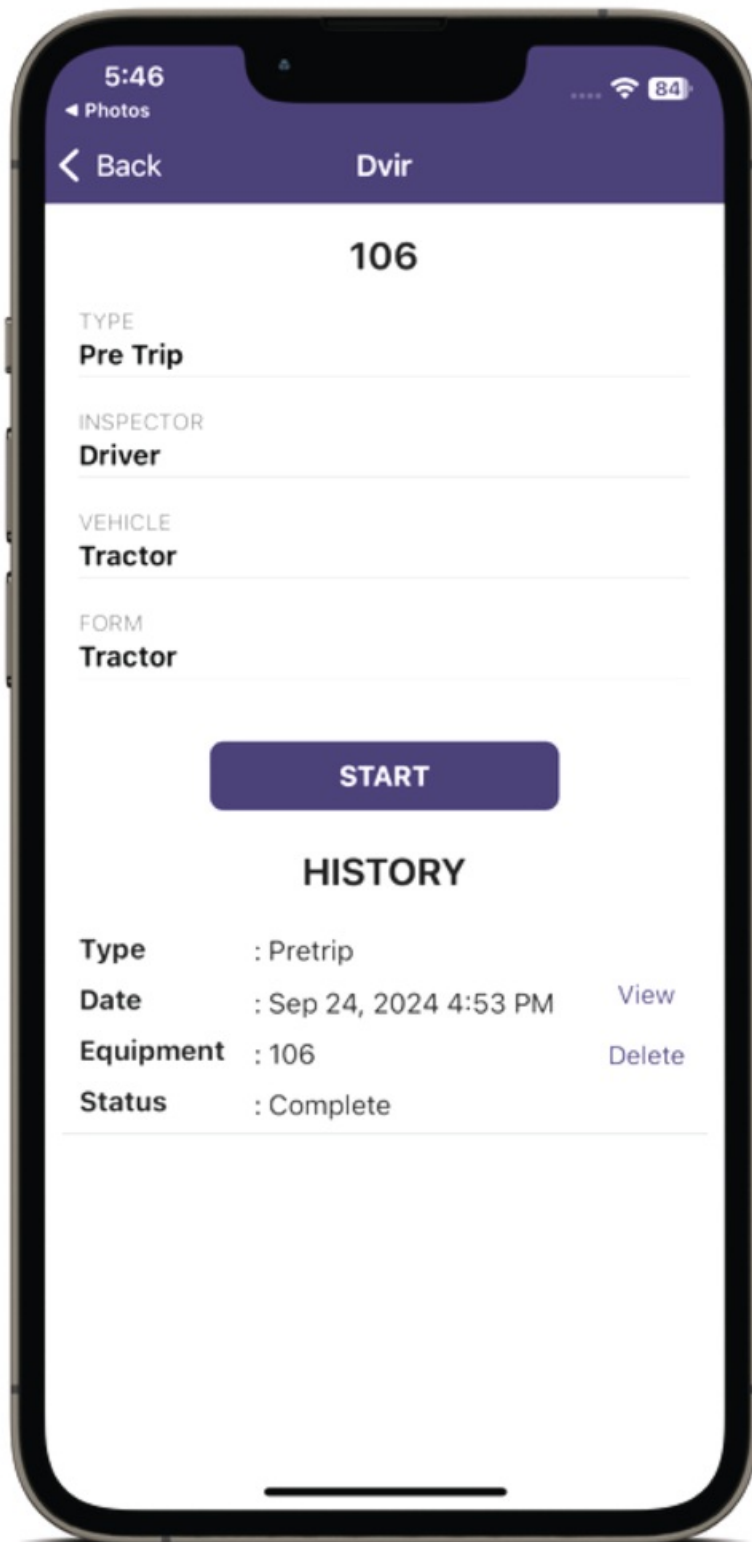 5:46
◀ Photos
84
Back
Dvir
106
TYPE
Pre Trip
INSPECTOR
Driver
VEHICLE
Tractor
FORM
Tractor
START
HISTORY
Type : Pretrip
Date : Sep 24, 2024 4:53 PM
View
Equipment : 106
Delete
Status : Complete